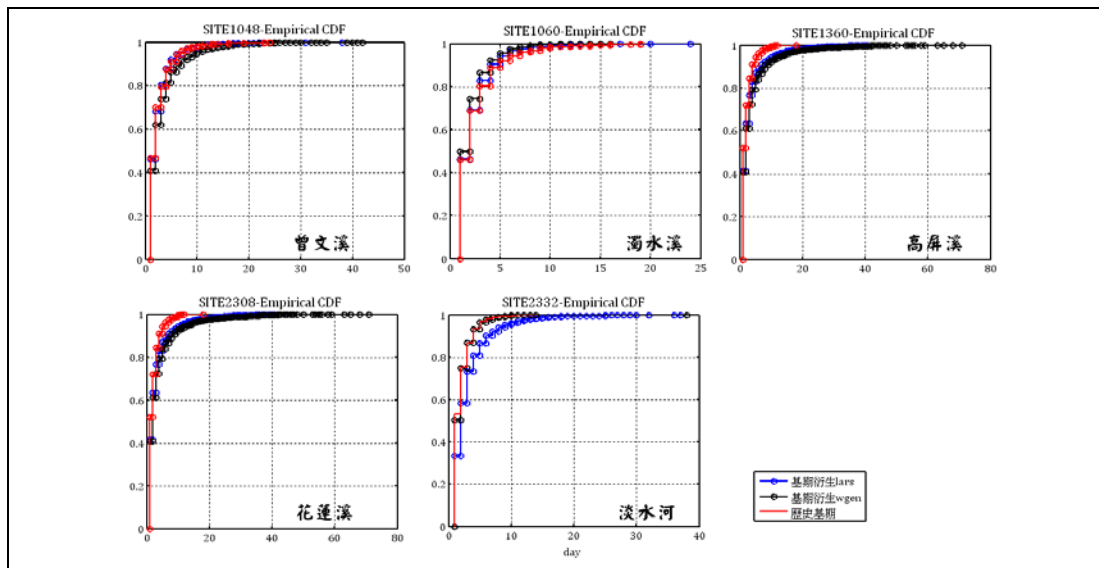 SITE1048-Empirical CDF
1
0.8
0.6
0.4
0.2
0
曾文溪
0 10 20 30 40 50
SITE1060-Empirical CDF
1
0.8
0.6
0.4
0.2
0
濁水溪
0 5 10 15 20 25
SITE1360-Empirical CDF
1
0.8
0.6
0.4
0.2
0
高屏溪
0 20 40 60 80
SITE2308-Empirical CDF
1
0.8
0.6
0.4
0.2
0
花蓮溪
0 20 40 60 80
SITE2332-Empirical CDF
1
0.8
0.6
0.4
0.2
0
淡水河
0 10 20 30 40
day
基期衍生lars
基期衍生wgen
歷史基期